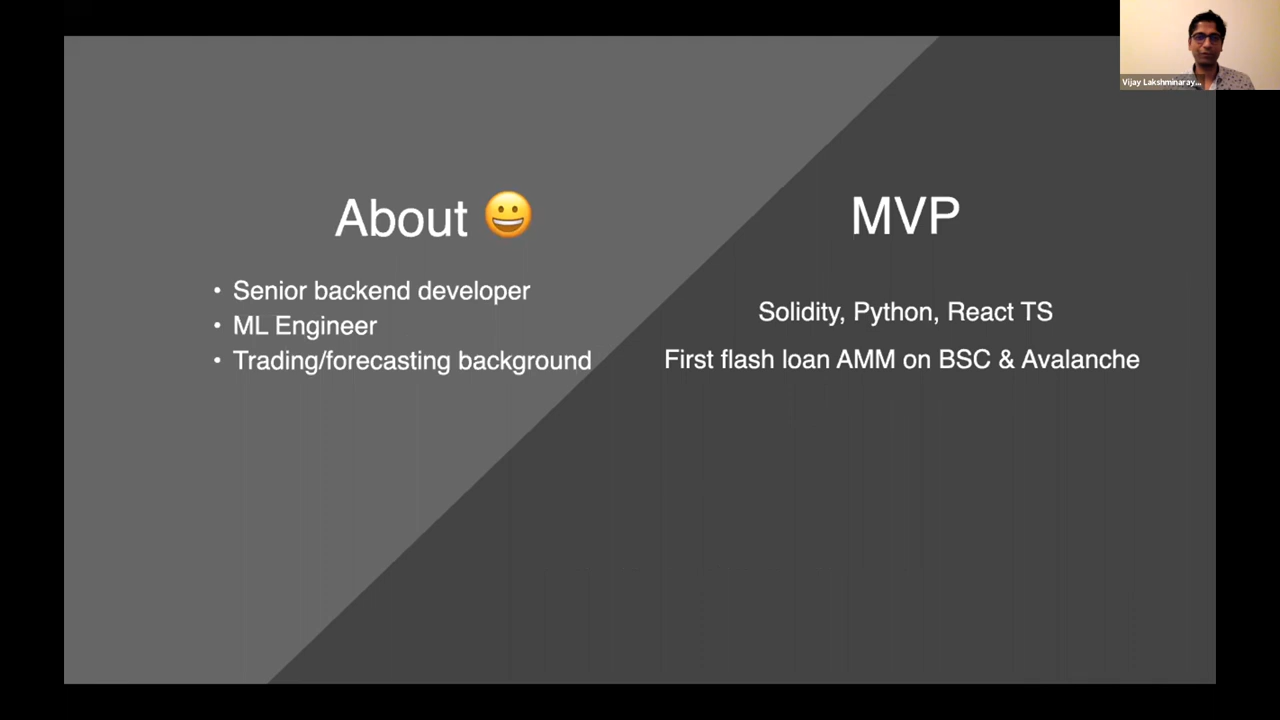 Vijay Lakshminaray...
About 😀
• Senior backend developer
• ML Engineer
• Trading/forecasting background
MVP
Solidity, Python, React TS
First flash loan AMM on BSC & Avalanche